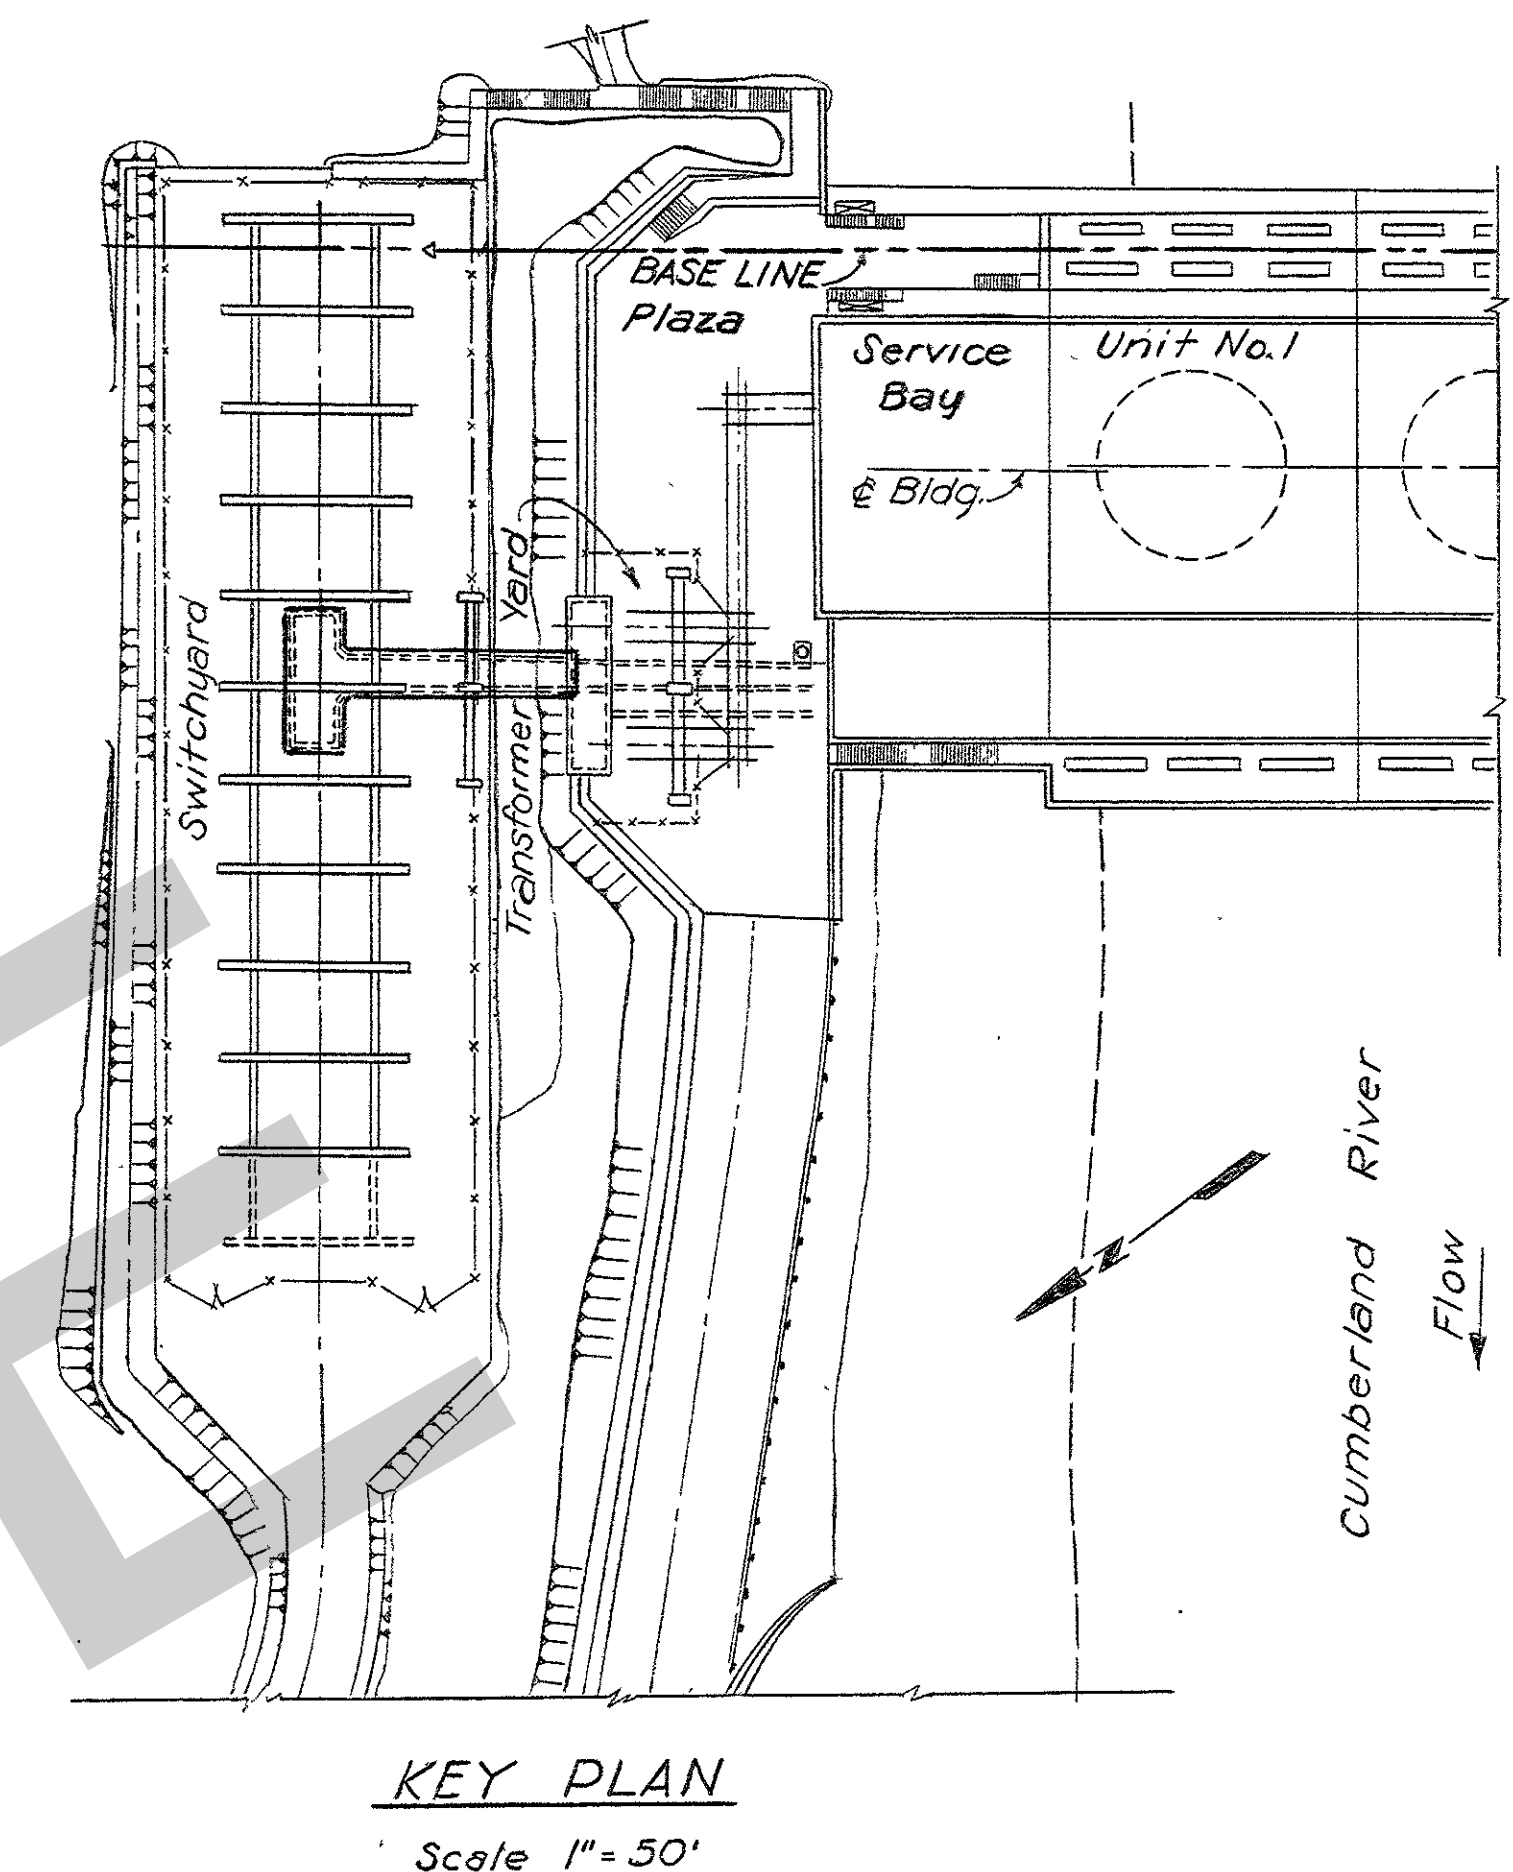 BASE LINE
Plaza
Service
Bay
Unit No. 1
℄ Bldg.
Switchyard
Transformer Yard
N
Cumberland River
Flow
KEY PLAN
Scale 1" = 50'